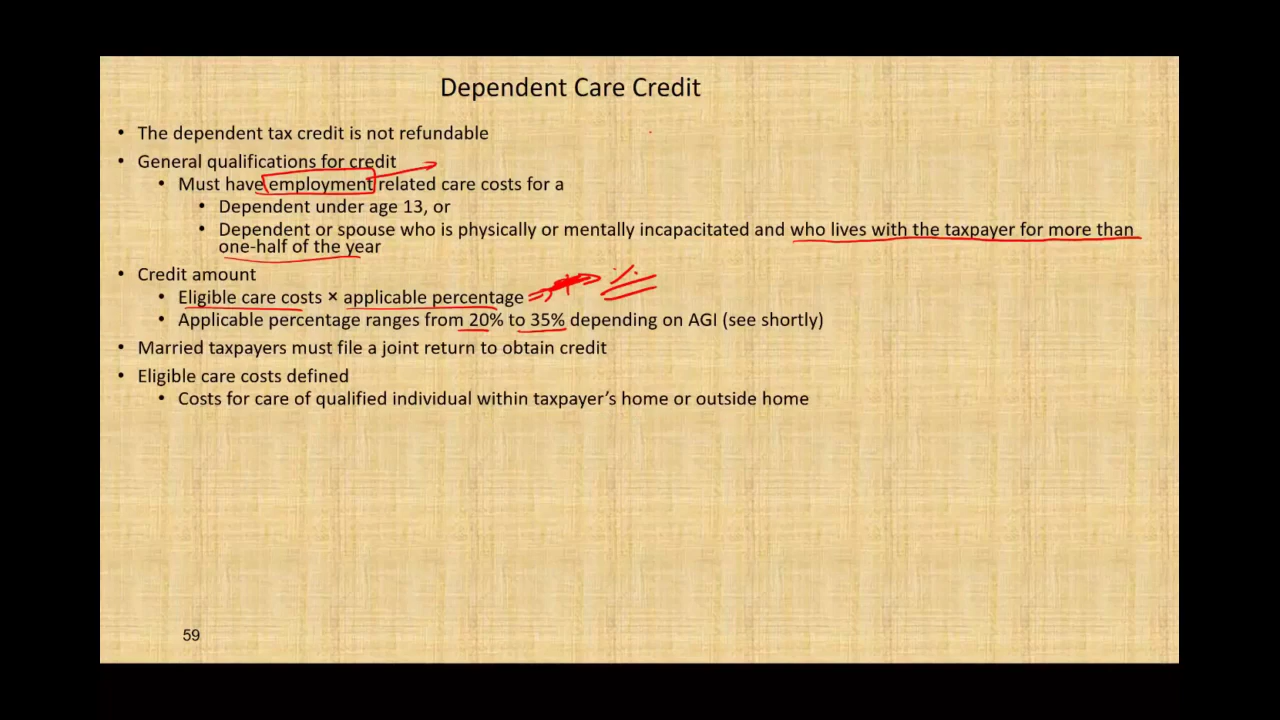 Dependent Care Credit
• The dependent tax credit is not refundable
• General qualifications for credit
• Must have employment related care costs for a
• Dependent under age 13, or
• Dependent or spouse who is physically or mentally incapacitated and who lives with the taxpayer for more than
one-half of the year
• Credit amount
• Eligible care costs × applicable percentage
• Applicable percentage ranges from 20% to 35% depending on AGI (see shortly)
• Married taxpayers must file a joint return to obtain credit
• Eligible care costs defined
• Costs for care of qualified individual within taxpayer’s home or outside home
59